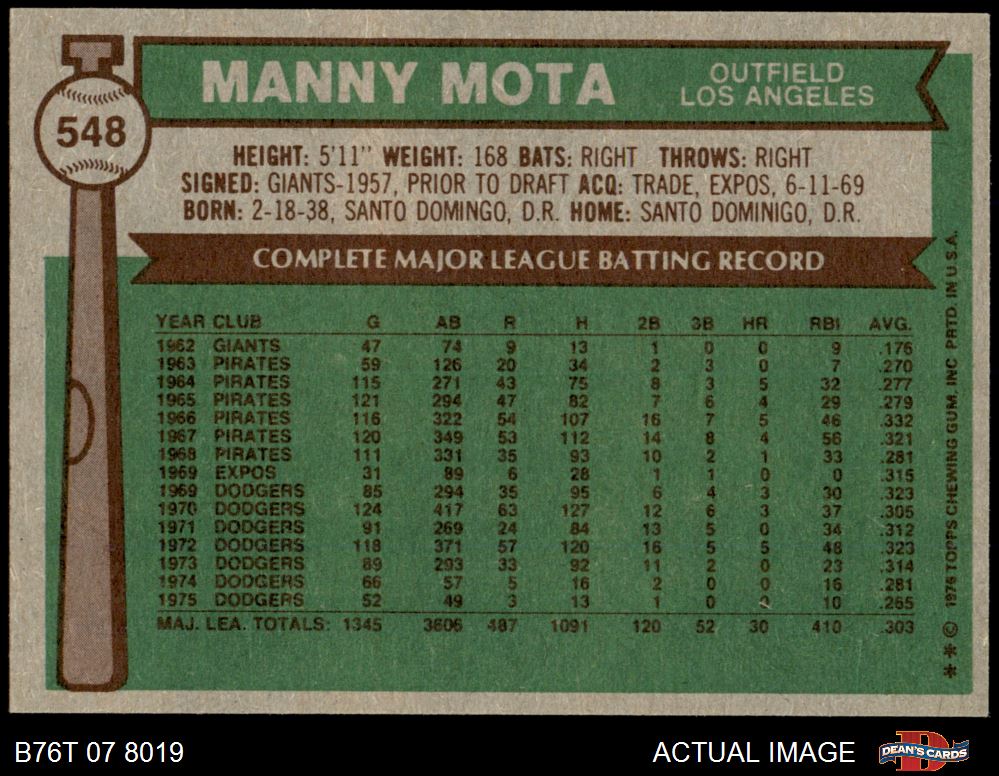 MANNY MOTA
OUTFIELD
LOS ANGELES
548
HEIGHT: 5'11" WEIGHT: 168 BATS: RIGHT THROWS: RIGHT
SIGNED: GIANTS-1957, PRIOR TO DRAFT ACQ: TRADE, EXPOS, 6-11-69
BORN: 2-18-38, SANTO DOMINGO, D.R. HOME: SANTO DOMINIGO, D.R.
COMPLETE MAJOR LEAGUE BATTING RECORD
YEAR CLUB G AB R H 2B 3B HR RBI AVG.
1962 GIANTS 47 74 9 13 1 0 0 9 .176
1963 PIRATES 59 126 20 34 2 3 0 7 .270
1964 PIRATES 115 271 43 75 8 3 5 32 .277
1965 PIRATES 121 294 47 82 7 6 4 29 .279
1966 PIRATES 116 322 54 107 16 7 5 46 .332
1967 PIRATES 120 349 53 112 14 8 4 56 .321
1968 PIRATES 111 331 35 93 10 2 1 33 .281
1969 EXPOS 31 89 6 28 1 1 0 0 .315
1969 DODGERS 85 294 35 95 6 4 3 30 .323
1970 DODGERS 124 417 63 127 12 6 3 37 .305
1971 DODGERS 91 269 24 84 13 5 0 34 .312
1972 DODGERS 118 371 57 120 16 5 5 48 .323
1973 DODGERS 89 293 33 92 11 2 0 23 .314
1974 DODGERS 66 57 5 16 2 0 0 16 .281
1975 DODGERS 52 49 3 13 1 0 0 10 .265
MAJ. LEA. TOTALS: 1345 3606 487 1091 120 52 30 410 .303
* * © 1976 TOPPS CHEWING GUM, INC PRTD. IN U.S.A.
B76T 07 8019
ACTUAL IMAGE
DEAN'S CARDS